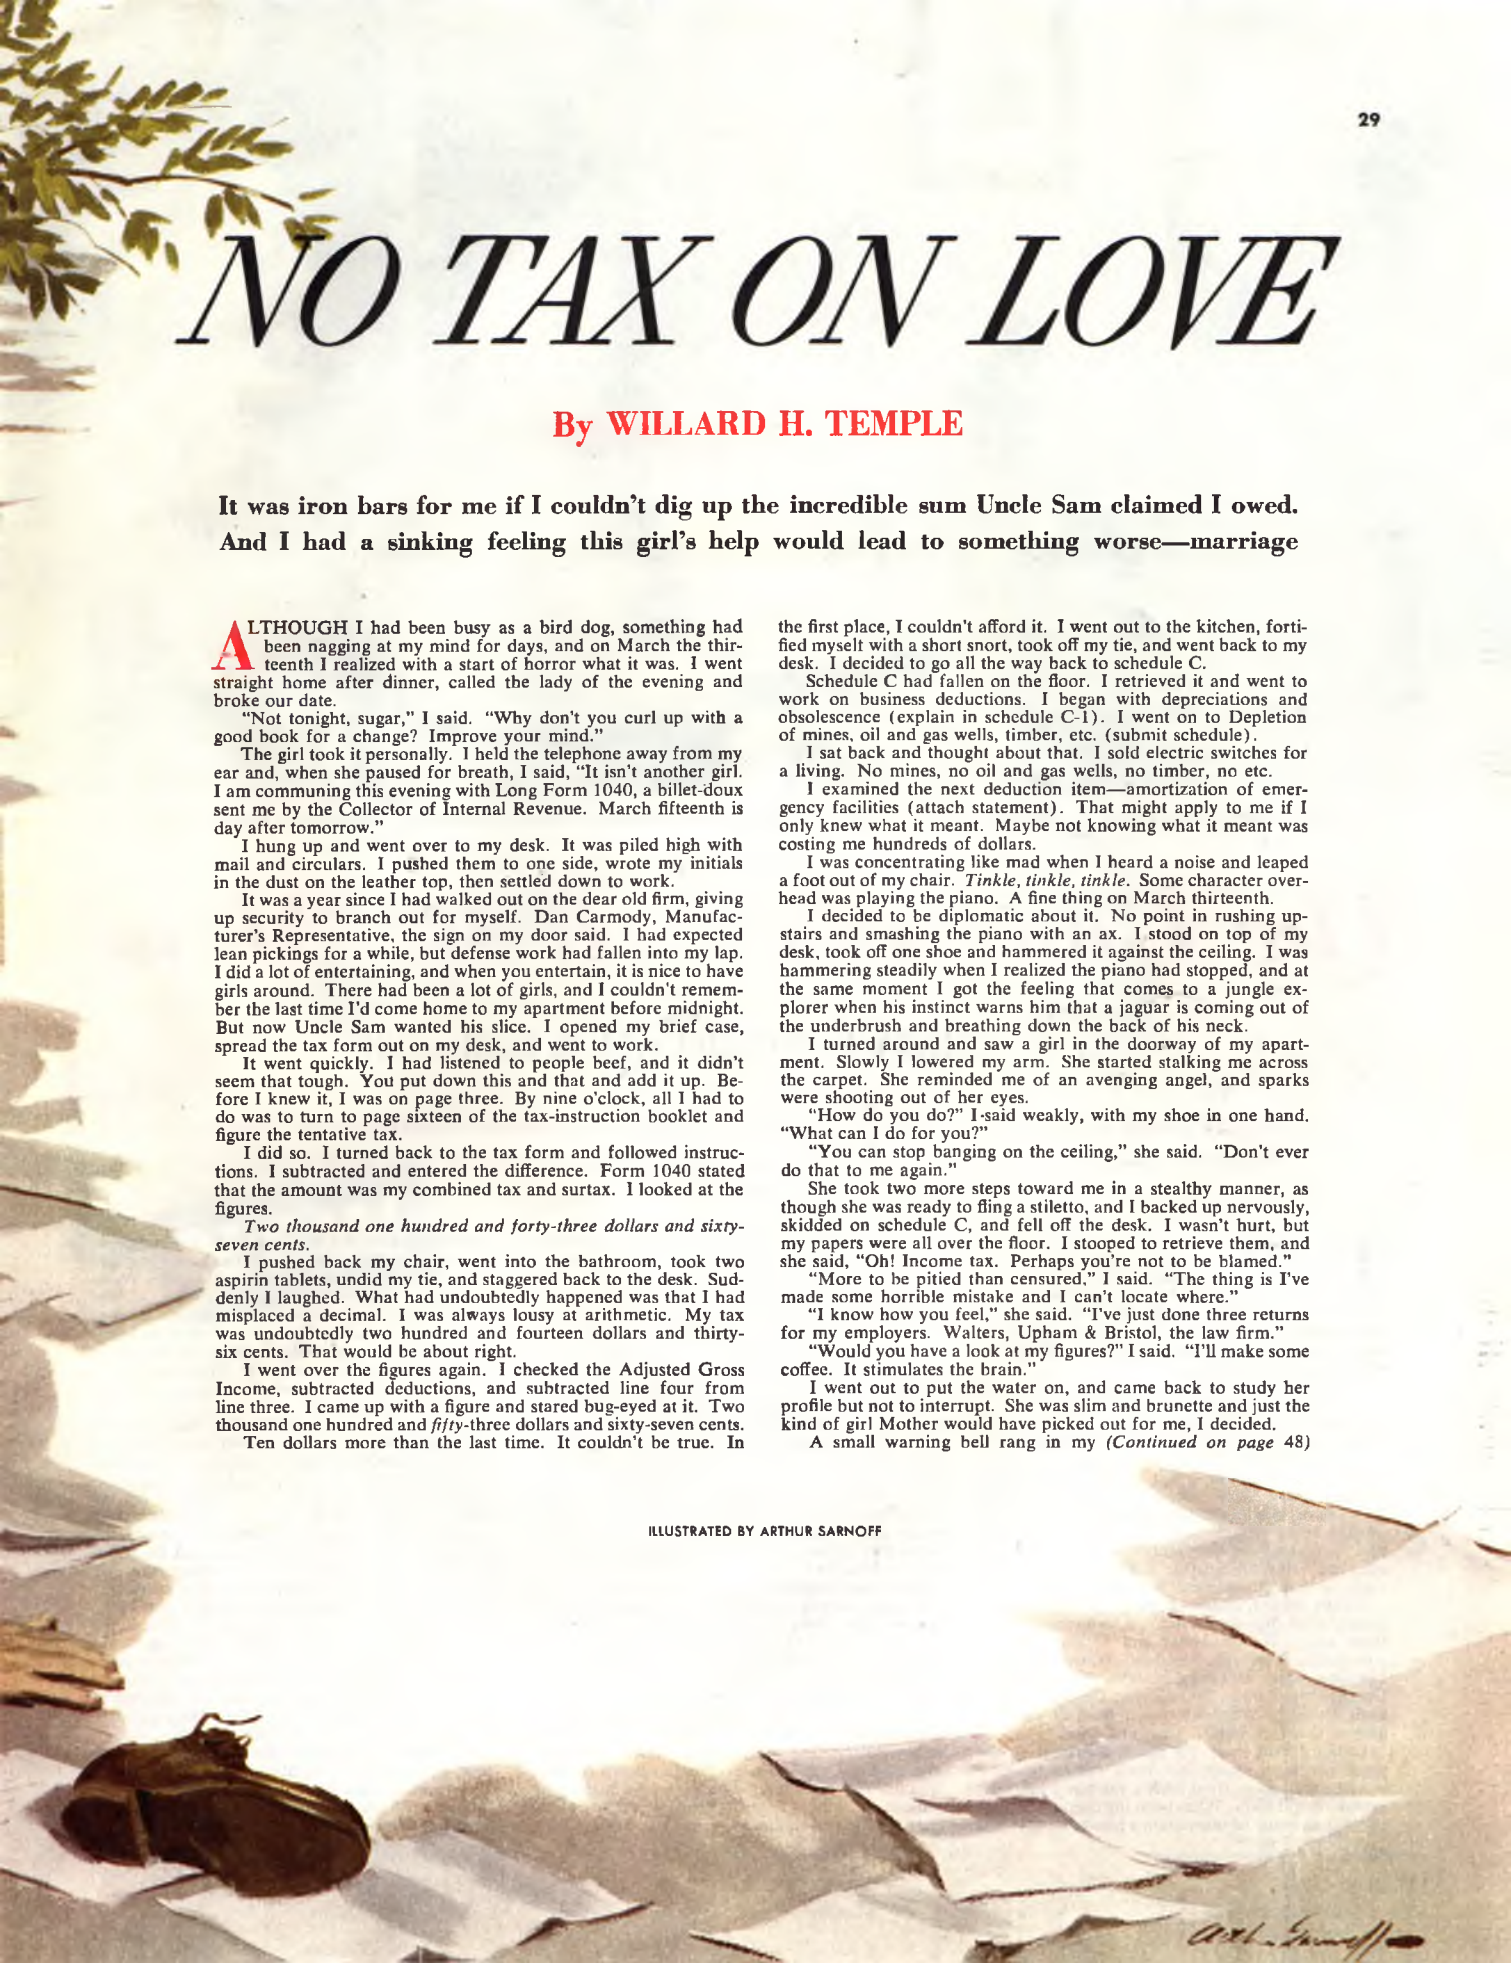 29
NO TAX ON LOVE
By WILLARD H. TEMPLE
It was iron bars for me if I couldn't dig up the incredible sum Uncle Sam claimed I owed.
And I had a sinking feeling this girl's help would lead to something worse—marriage
ALTHOUGH I had been busy as a bird dog, something had
been nagging at my mind for days, and on March the thir-
teenth I realized with a start of horror what it was. I went
straight home after dinner, called the lady of the evening and
broke our date.
"Not tonight, sugar," I said. "Why don't you curl up with a
good book for a change? Improve your mind."
The girl took it personally. I held the telephone away from my
ear and, when she paused for breath, I said, "It isn't another girl.
I am communing this evening with Long Form 1040, a billet-doux
sent me by the Collector of Internal Revenue. March fifteenth is
day after tomorrow."
I hung up and went over to my desk. It was piled high with
mail and circulars. I pushed them to one side, wrote my initials
in the dust on the leather top, then settled down to work.
It was a year since I had walked out on the dear old firm, giving
up security to branch out for myself. Dan Carmody, Manufac-
turer's Representative, the sign on my door said. I had expected
lean pickings for a while, but defense work had fallen into my lap.
I did a lot of entertaining, and when you entertain, it is nice to have
girls around. There had been a lot of girls, and I couldn't remem-
ber the last time I'd come home to my apartment before midnight.
But now Uncle Sam wanted his slice. I opened my brief case,
spread the tax form out on my desk, and went to work.
It went quickly. I had listened to people beef, and it didn't
seem that tough. You put down this and that and add it up. Be-
fore I knew it, I was on page three. By nine o'clock, all I had to
do was to turn to page sixteen of the tax-instruction booklet and
figure the tentative tax.
I did so. I turned back to the tax form and followed instruc-
tions. I subtracted and entered the difference. Form 1040 stated
that the amount was my combined tax and surtax. I looked at the
figures.
Two thousand one hundred and forty-three dollars and sixty-
seven cents.
I pushed back my chair, went into the bathroom, took two
aspirin tablets, undid my tie, and staggered back to the desk. Sud-
denly I laughed. What had undoubtedly happened was that I had
misplaced a decimal. I was always lousy at arithmetic. My tax
was undoubtedly two hundred and fourteen dollars and thirty-
six cents. That would be about right.
I went over the figures again. I checked the Adjusted Gross
Income, subtracted deductions, and subtracted line four from
line three. I came up with a figure and stared bug-eyed at it. Two
thousand one hundred and fifty-three dollars and sixty-seven cents.
Ten dollars more than the last time. It couldn't be true. In
the first place, I couldn't afford it. I went out to the kitchen, forti-
fied myself with a short snort, took off my tie, and went back to my
desk. I decided to go all the way back to schedule C.
Schedule C had fallen on the floor. I retrieved it and went to
work on business deductions. I began with depreciations and
obsolescence (explain in schedule C-1). I went on to Depletion
of mines, oil and gas wells, timber, etc. (submit schedule).
I sat back and thought about that. I sold electric switches for
a living. No mines, no oil and gas wells, no timber, no etc.
I examined the next deduction item—amortization of emer-
gency facilities (attach statement). That might apply to me if I
only knew what it meant. Maybe not knowing what it meant was
costing me hundreds of dollars.
I was concentrating like mad when I heard a noise and leaped
a foot out of my chair. Tinkle, tinkle, tinkle. Some character over-
head was playing the piano. A fine thing on March thirteenth.
I decided to be diplomatic about it. No point in rushing up-
stairs and smashing the piano with an ax. I stood on top of my
desk, took off one shoe and hammered it against the ceiling. I was
hammering steadily when I realized the piano had stopped, and at
the same moment I got the feeling that comes to a jungle ex-
plorer when his instinct warns him that a jaguar is coming out of
the underbrush and breathing down the back of his neck.
I turned around and saw a girl in the doorway of my apart-
ment. Slowly I lowered my arm. She started stalking me across
the carpet. She reminded me of an avenging angel, and sparks
were shooting out of her eyes.
"How do you do?" I said weakly, with my shoe in one hand.
"What can I do for you?"
"You can stop banging on the ceiling," she said. "Don't ever
do that to me again."
She took two more steps toward me in a stealthy manner, as
though she was ready to fling a stiletto, and I backed up nervously,
skidded on schedule C, and fell off the desk. I wasn't hurt, but
my papers were all over the floor. I stooped to retrieve them, and
she said, "Oh! Income tax. Perhaps you're not to be blamed."
"More to be pitied than censured," I said. "The thing is I've
made some horrible mistake and I can't locate where."
"I know how you feel," she said. "I've just done three returns
for my employers. Walters, Upham & Bristol, the law firm."
"Would you have a look at my figures?" I said. "I'll make some
coffee. It stimulates the brain."
I went out to put the water on, and came back to study her
profile but not to interrupt. She was slim and brunette and just the
kind of girl Mother would have picked out for me, I decided.
A small warning bell rang in my (Continued on page 48)
ILLUSTRATED BY ARTHUR SARNOFF